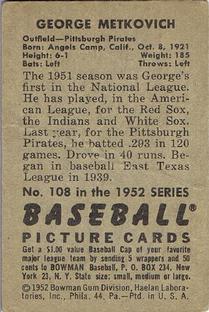 GEORGE METKOVICH
Outfield—Pittsburgh Pirates
Born: Angels Camp, Calif., Oct. 8, 1921
Height: 6-1 Weight: 185
Bats: Left Throws: Left
The 1951 season was George's
first in the National League.
He has played, in the Amer-
ican League, for the Red Sox,
the Indians and White Sox.
Last year, for the Pittsburgh
Pirates, he batted .293 in 120
games. Drove in 40 runs. Be-
gan in baseball East Texas
League in 1939.
No. 108 in the 1952 SERIES
BASEBALL®
PICTURE CARDS
Get a $1.00 value Baseball Cap of your favorite
major league team by sending 5 wrappers and 50
cents to BOWMAN Baseball, P. O. BOX 234, New
York 23, N. Y. State size: small, medium or large.
©1952 Bowman Gum Division, Haelan Labora-
tories, Inc., Phila. 44, Pa.—Ptd. in U. S. A.